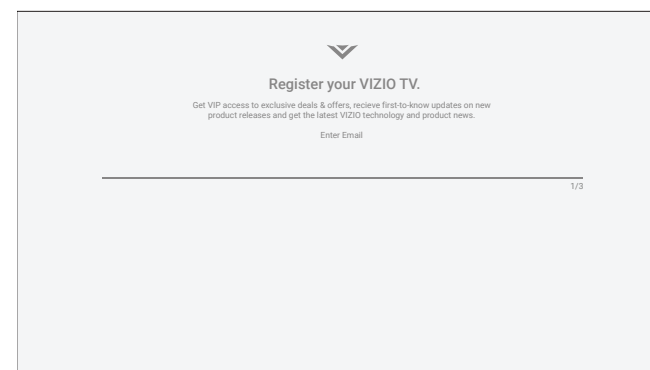 Register your VIZIO TV.
Get VIP access to exclusive deals & offers, recieve first-to-know updates on new
product releases and get the latest VIZIO technology and product news.
Enter Email
1/3